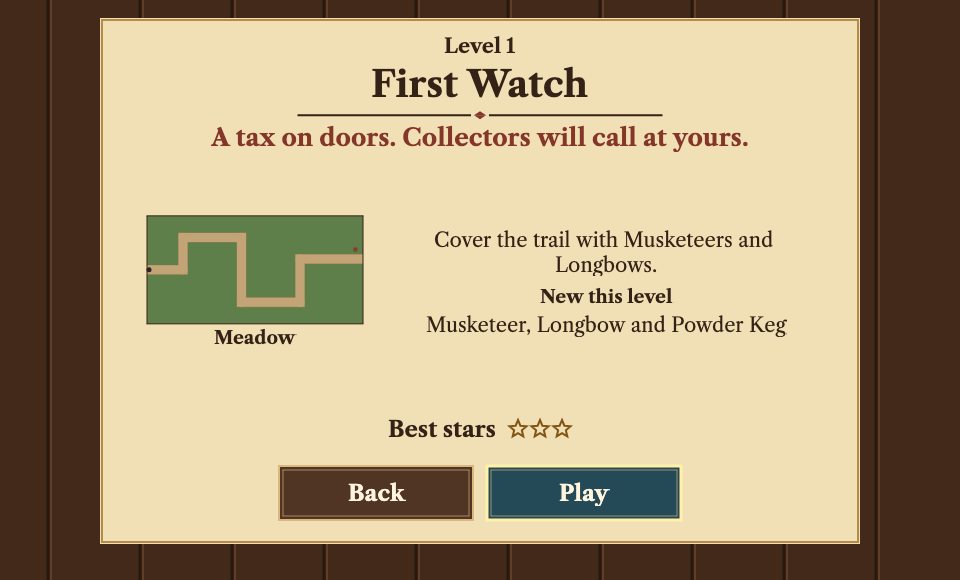 Level 1
First Watch
A tax on doors. Collectors will call at yours.
Cover the trail with Musketeers and
Longbows.
New this level
Musketeer, Longbow and Powder Keg
Meadow
Best stars
Back
Play